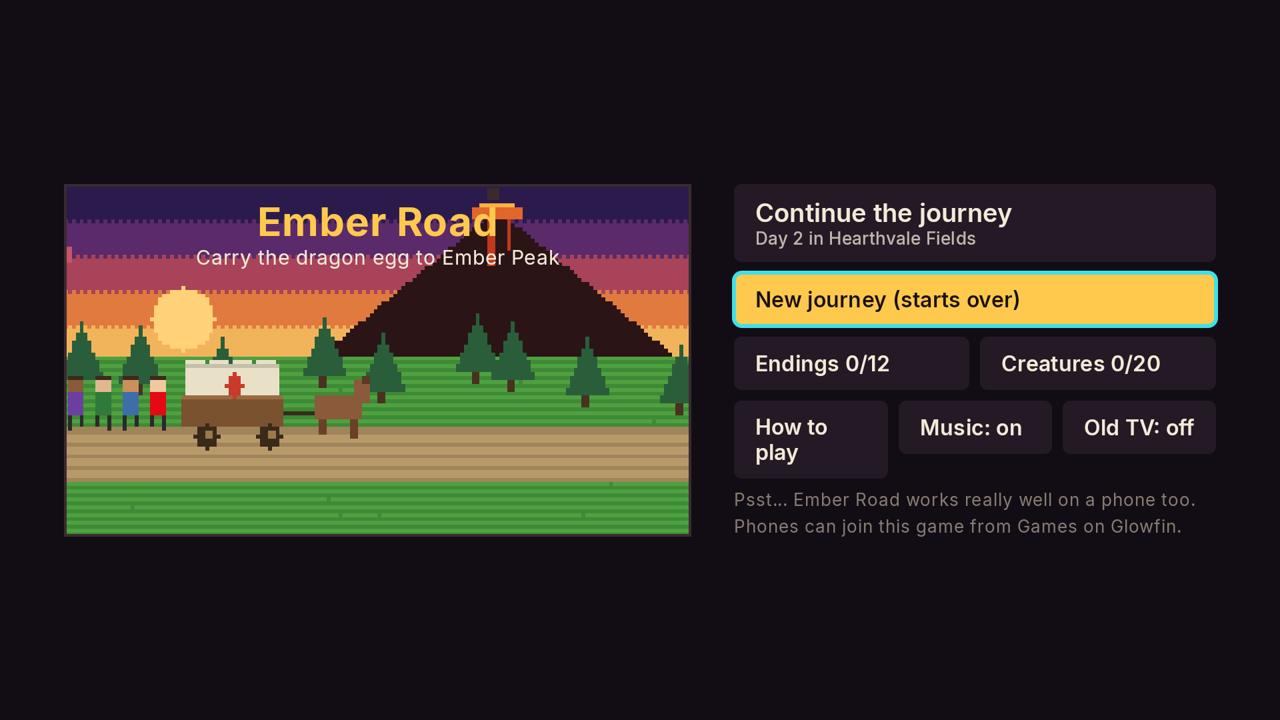 Ember Road
Carry the dragon egg to Ember Peak
Continue the journey
Day 2 in Hearthvale Fields
New journey (starts over)
Endings 0/12
Creatures 0/20
How to
play
Music: on
Old TV: off
Psst... Ember Road works really well on a phone too.
Phones can join this game from Games on Glowfin.